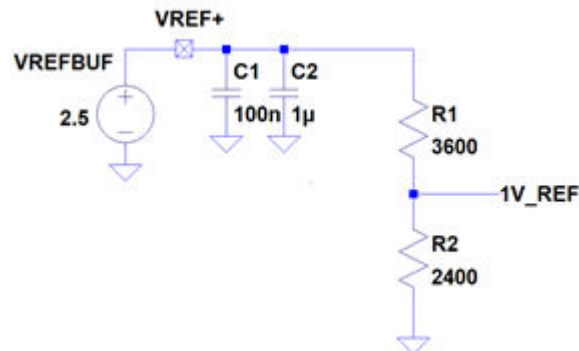 VREF+
VREFBUF
2.5
C1
100n
C2
1µ
R1
3600
1V_REF
R2
2400